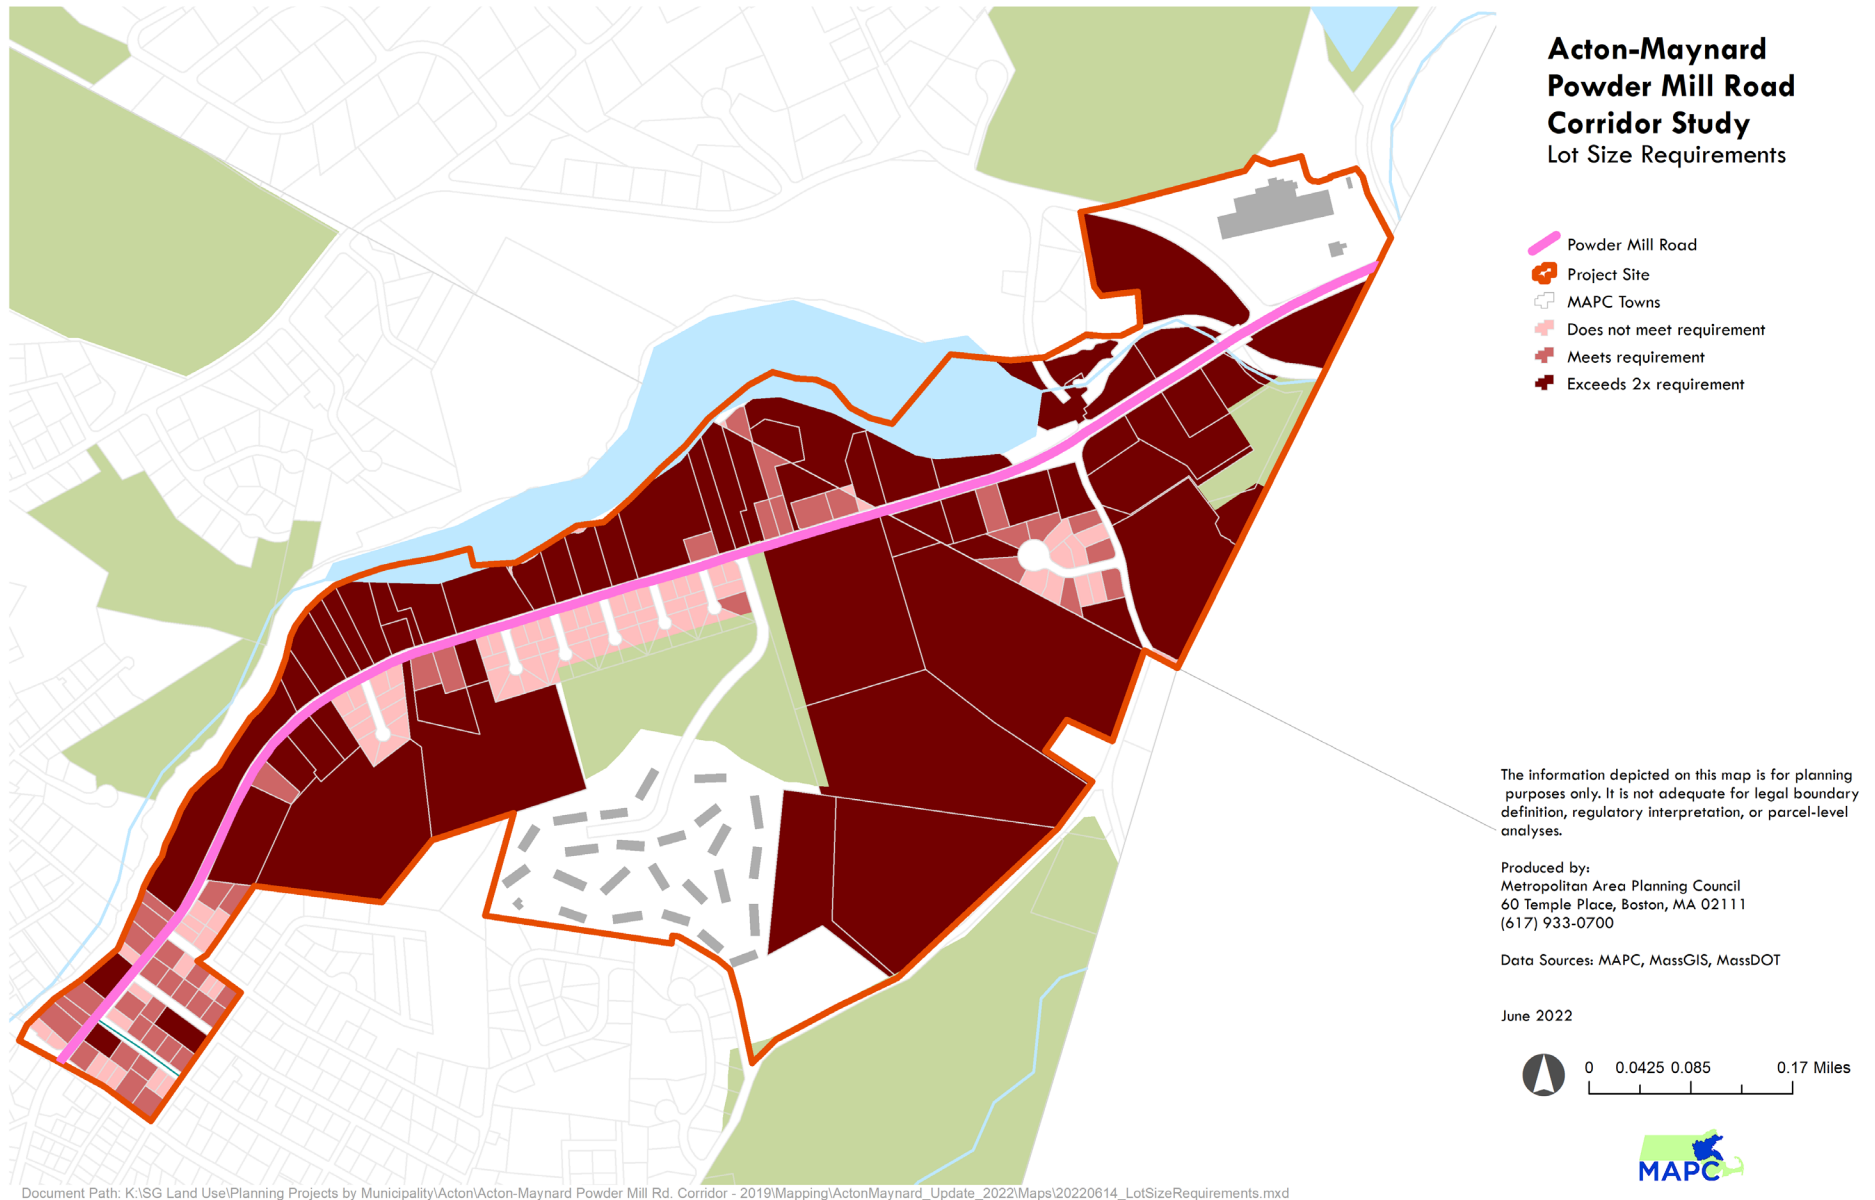 Acton-Maynard
Powder Mill Road
Corridor Study
Lot Size Requirements
Powder Mill Road
Project Site
MAPC Towns
Does not meet requirement
Meets requirement
Exceeds 2x requirement
The information depicted on this map is for planning
purposes only. It is not adequate for legal boundary
definition, regulatory interpretation, or parcel-level
analyses.
Produced by:
Metropolitan Area Planning Council
60 Temple Place, Boston, MA 02111
(617) 933-0700
Data Sources: MAPC, MassGIS, MassDOT
June 2022
0 0.0425 0.085 0.17 Miles
MAPC
Document Path: K:\SG Land Use\Planning Projects by Municipality\Acton\Acton-Maynard Powder Mill Rd. Corridor - 2019\Mapping\ActonMaynard_Update_2022\Maps\20220614_LotSizeRequirements.mxd